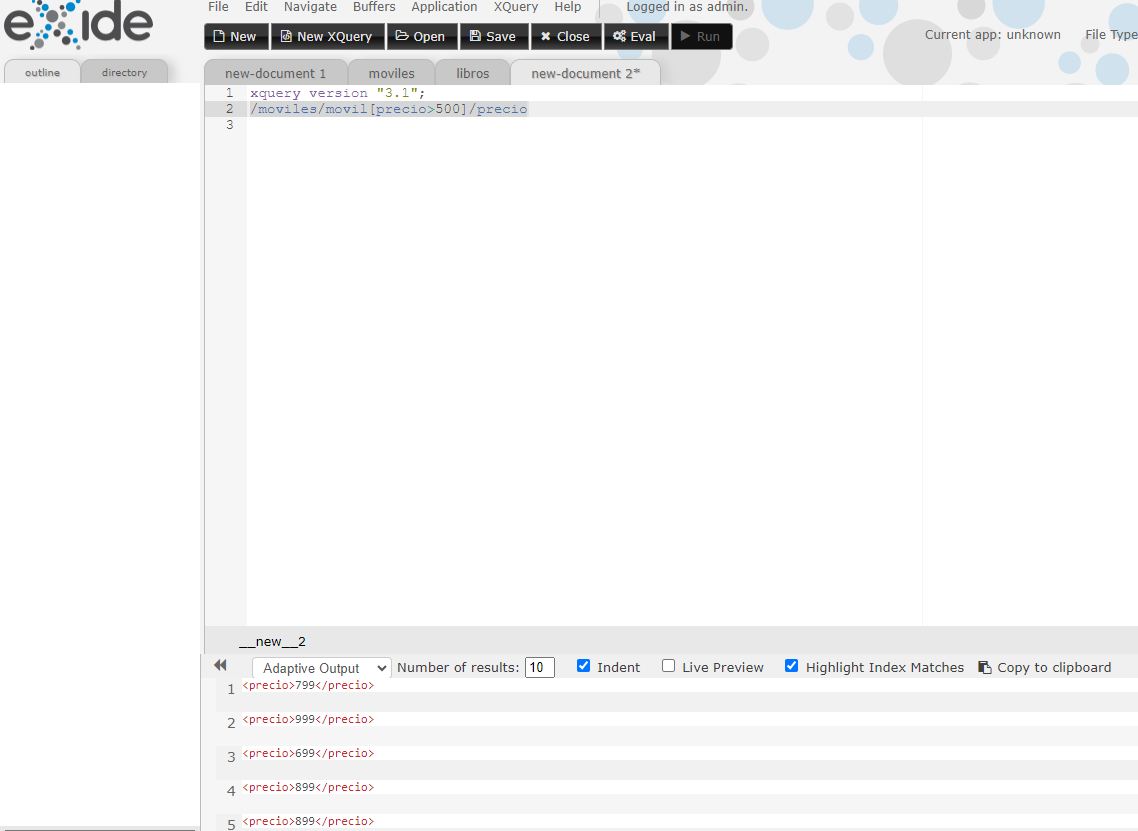 eXide
File Edit Navigate Buffers Application XQuery Help Logged in as admin.
New New XQuery Open Save Close Eval Run Current app: unknown File Type
outline directory new-document 1 moviles libros new-document 2*
1 xquery version "3.1";
2 /moviles/movil[precio>500]/precio
3
__new__2
Adaptive Output Number of results: 10 Indent Live Preview Highlight Index Matches Copy to clipboard
1 <precio>799</precio>
2 <precio>999</precio>
3 <precio>699</precio>
4 <precio>899</precio>
5 <precio>899</precio>